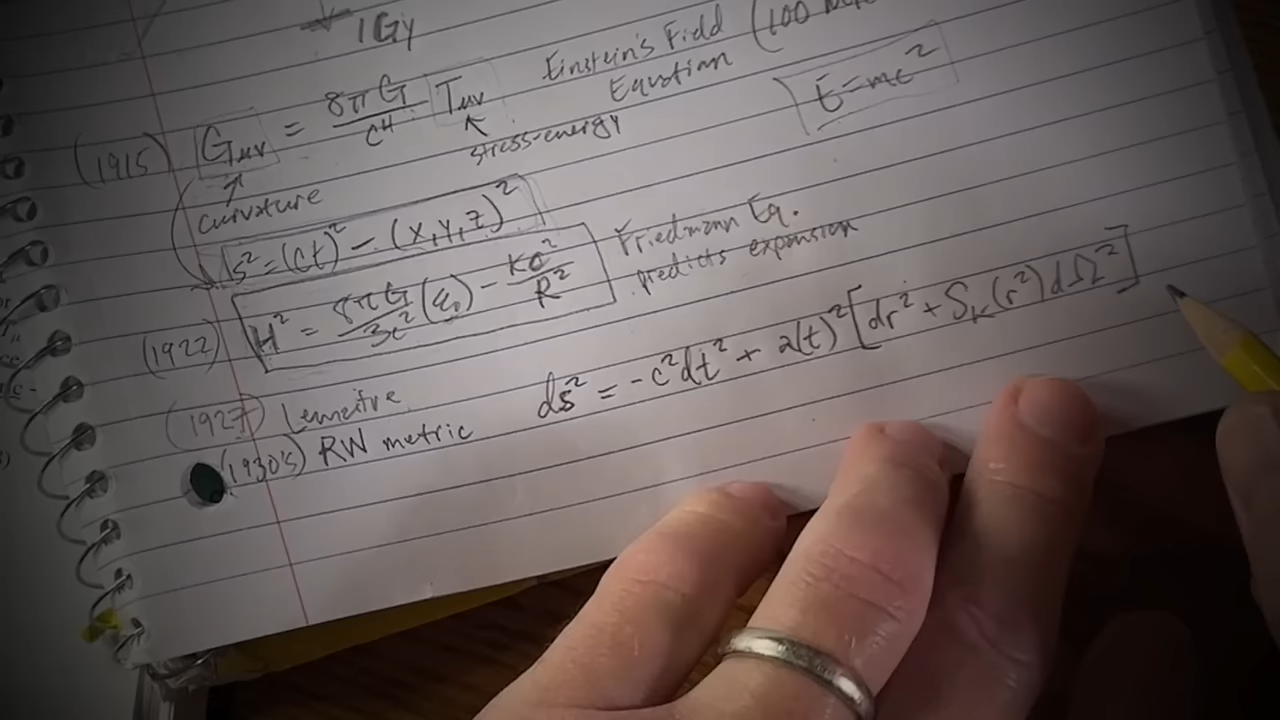 1Gy
(1915) Gμν = 8πG/c⁴ Tμν Einstein's Field Equation (100
stress-energy
E=mc²
curvature
s² = (ct)² - (x,y,z)²
(1922) H² = 8πG/3c² (ε₀) - Kc²/R² Friedmann Eq.
predicts expansion
(1927) Lemaitre
(1930's) RW metric ds² = -c²dt² + a(t)² [dr² + Sₖ(r²)dΩ²]